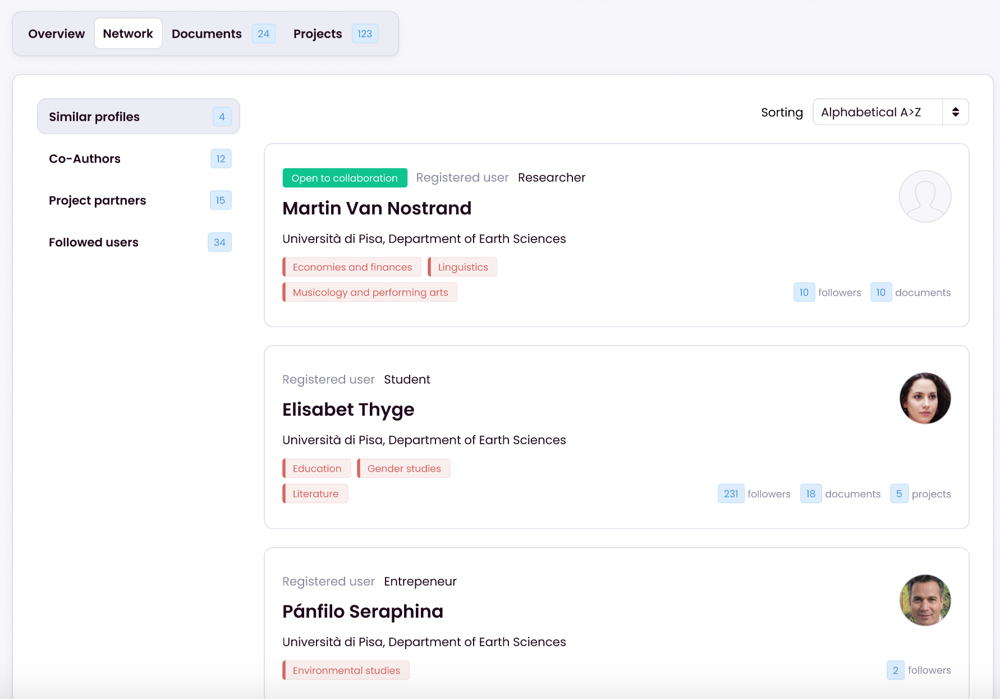 Overview Network Documents 24 Projects 123
Similar profiles 4
Co-Authors 12
Project partners 15
Followed users 34
Sorting Alphabetical A>Z
Open to collaboration Registered user Researcher
Martin Van Nostrand
Università di Pisa, Department of Earth Sciences
Economies and finances Linguistics
Musicology and performing arts
10 followers 10 documents
Registered user Student
Elisabet Thyge
Università di Pisa, Department of Earth Sciences
Education Gender studies
Literature
231 followers 18 documents 5 projects
Registered user Entrepeneur
Pánfilo Seraphina
Università di Pisa, Department of Earth Sciences
Environmental studies
2 followers